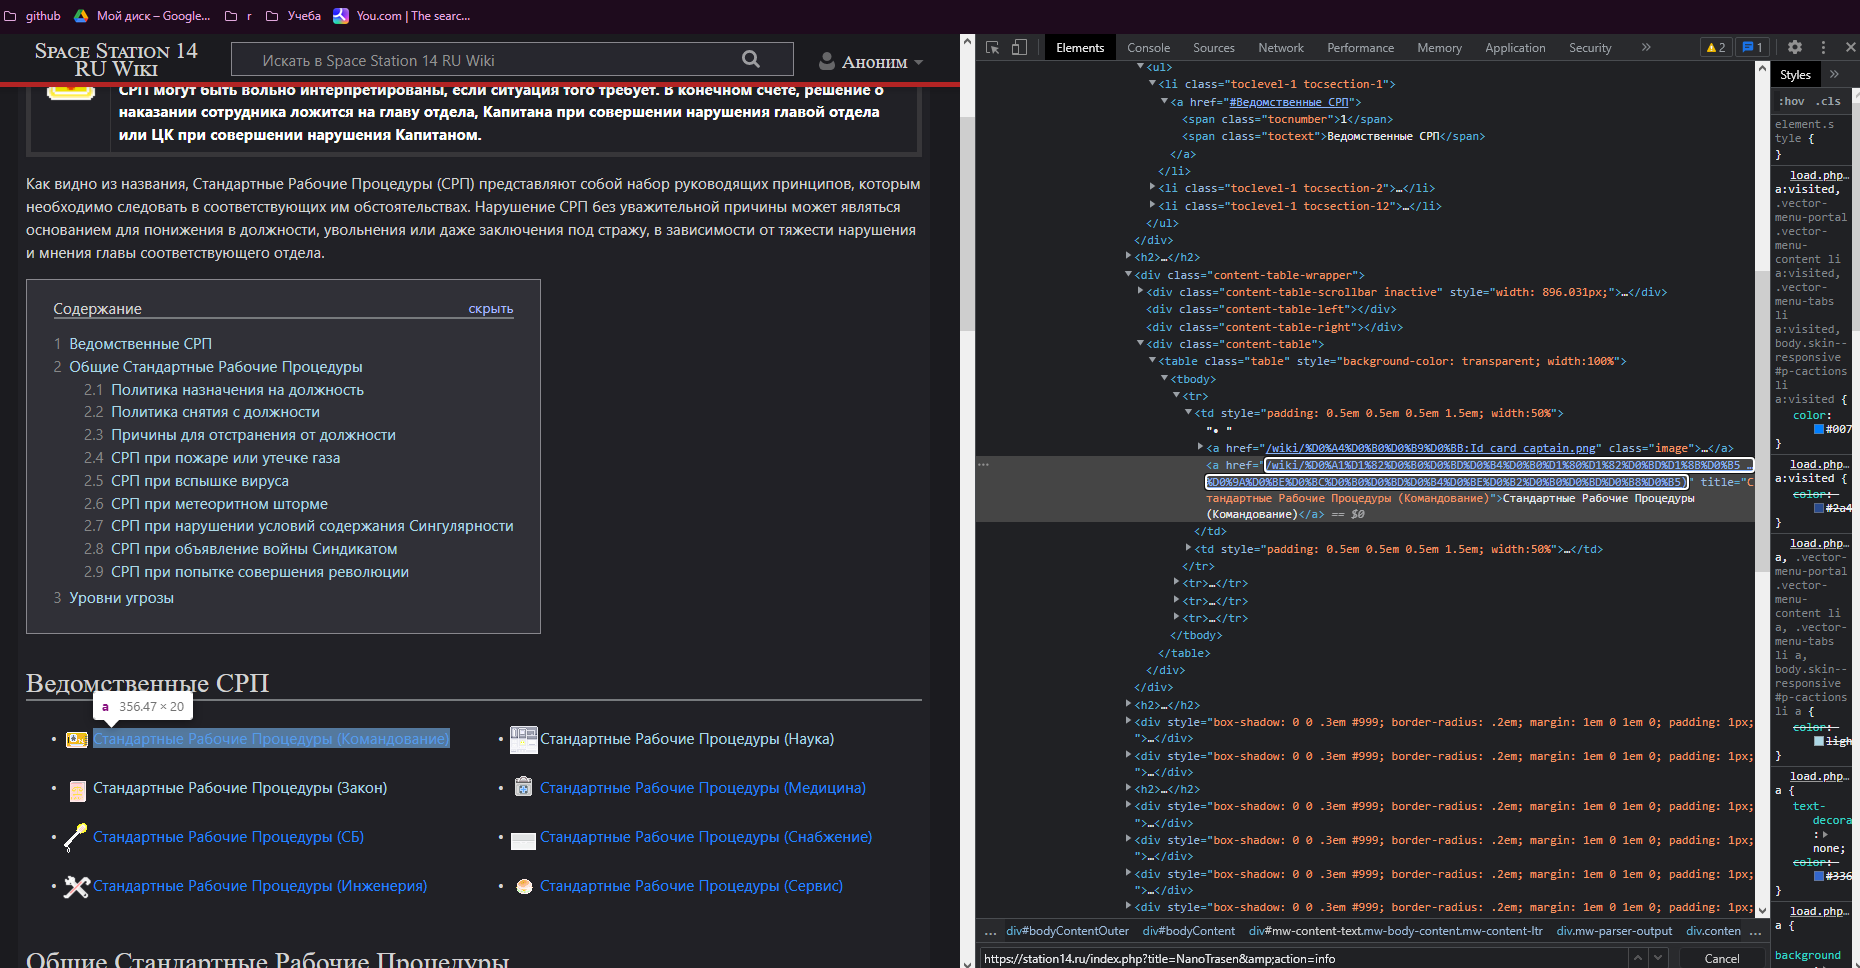 github
Мой диск – Google...
r
Учеба
You.com | The searc...
SPACE STATION 14
RU WIKI
Искать в Space Station 14 RU Wiki
Аноним
СРП могут быть вольно интерпретированы, если ситуация того требует. В конечном счете, решение о
наказании сотрудника ложится на главу отдела, Капитана при совершении нарушения главой отдела
или ЦК при совершении нарушения Капитаном.
Как видно из названия, Стандартные Рабочие Процедуры (СРП) представляют собой набор руководящих принципов, которым
необходимо следовать в соответствующих им обстоятельствах. Нарушение СРП без уважительной причины может являться
основанием для понижения в должности, увольнения или даже заключения под стражу, в зависимости от тяжести нарушения
и мнения главы соответствующего отдела.
Содержание скрыть
1 Ведомственные СРП
2 Общие Стандартные Рабочие Процедуры
2.1 Политика назначения на должность
2.2 Политика снятия с должности
2.3 Причины для отстранения от должности
2.4 СРП при пожаре или утечке газа
2.5 СРП при вспышке вируса
2.6 СРП при метеоритном шторме
2.7 СРП при нарушении условий содержания Сингулярности
2.8 СРП при объявление войны Синдикатом
2.9 СРП при попытке совершения революции
3 Уровни угрозы
Ведомственные СРП
a 356.47 × 20
• Стандартные Рабочие Процедуры (Командование)
• Стандартные Рабочие Процедуры (Наука)
• Стандартные Рабочие Процедуры (Закон)
• Стандартные Рабочие Процедуры (Медицина)
• Стандартные Рабочие Процедуры (СБ)
• Стандартные Рабочие Процедуры (Снабжение)
• Стандартные Рабочие Процедуры (Инженерия)
• Стандартные Рабочие Процедуры (Сервис)
Общие Стандартные Рабочие Процедуры
Elements Console Sources Network Performance Memory Application Security » 2 1
<ul>
<li class="toclevel-1 tocsection-1">
<a href="#Ведомственные СРП">
<span class="tocnumber">1</span>
<span class="toctext">Ведомственные СРП</span>
</a>
</li>
<li class="toclevel-1 tocsection-2">…</li>
<li class="toclevel-1 tocsection-12">…</li>
</ul>
</div>
<h2>…</h2>
<div class="content-table-wrapper">
<div class="content-table-scrollbar inactive" style="width: 896.031px;">…</div>
<div class="content-table-left"></div>
<div class="content-table-right"></div>
<div class="content-table">
<table class="table" style="background-color: transparent; width:100%">
<tbody>
<tr>
<td style="padding: 0.5em 0.5em 0.5em 1.5em; width:50%">
"• "
<a href="/wiki/%D0%A4%D0%B0%D0%B9%D0%BB:Id_card_captain.png" class="image">…</a>
<a href="/wiki/%D0%A1%D1%82%D0%B0%D0%BD%D0%B4%D0%B0%D1%80%D1%82%D0%BD%D1%8B%D0%B5_…
%D0%9A%D0%BE%D0%BC%D0%B0%D0%BD%D0%B4%D0%BE%D0%B2%D0%B0%D0%BD%D0%B8%D0%B5)" title="С
тандартные Рабочие Процедуры (Командование)">Стандартные Рабочие Процедуры
(Командование)</a> == $0
</td>
<td style="padding: 0.5em 0.5em 0.5em 1.5em; width:50%">…</td>
</tr>
<tr>…</tr>
<tr>…</tr>
<tr>…</tr>
</tbody>
</table>
</div>
</div>
<h2>…</h2>
<div style="box-shadow: 0 0 .3em #999; border-radius: .2em; margin: 1em 0 1em 0; padding: 1px;
">…</div>
<div style="box-shadow: 0 0 .3em #999; border-radius: .2em; margin: 1em 0 1em 0; padding: 1px;
">…</div>
<h2>…</h2>
<div style="box-shadow: 0 0 .3em #999; border-radius: .2em; margin: 1em 0 1em 0; padding: 1px;
">…</div>
<div style="box-shadow: 0 0 .3em #999; border-radius: .2em; margin: 1em 0 1em 0; padding: 1px;
">…</div>
<div style="box-shadow: 0 0 .3em #999; border-radius: .2em; margin: 1em 0 1em 0; padding: 1px;
">…</div>
<div style="box-shadow: 0 0 .3em #999; border-radius: .2em; margin: 1em 0 1em 0; padding: 1px;
... div#bodyContentOuter div#bodyContent div#mw-content-text.mw-body-content.mw-content-ltr div.mw-parser-output div.conten ...
https://station14.ru/index.php?title=NanoTrasen&amp;action=info
Cancel
Styles »
:hov .cls
element.s
tyle {
}
load.php…
a:visited,
.vector-
menu-portal
.vector-
menu-
content li
a:visited,
.vector-
menu-tabs
li
a:visited,
body.skin--
responsive
#p-cactions
li
a:visited {
color:
#007
}
load.php…
a:visited {
color:
#2a4
}
load.php…
a, .vector-
menu-portal
.vector-
menu-
content li
a, .vector-
menu-tabs
li a,
body.skin--
responsive
#p-cactions
li a {
color:
ligh
}
load.php…
a {
text-
decora
:
none;
color:
#336
}
load.php…
a {
background